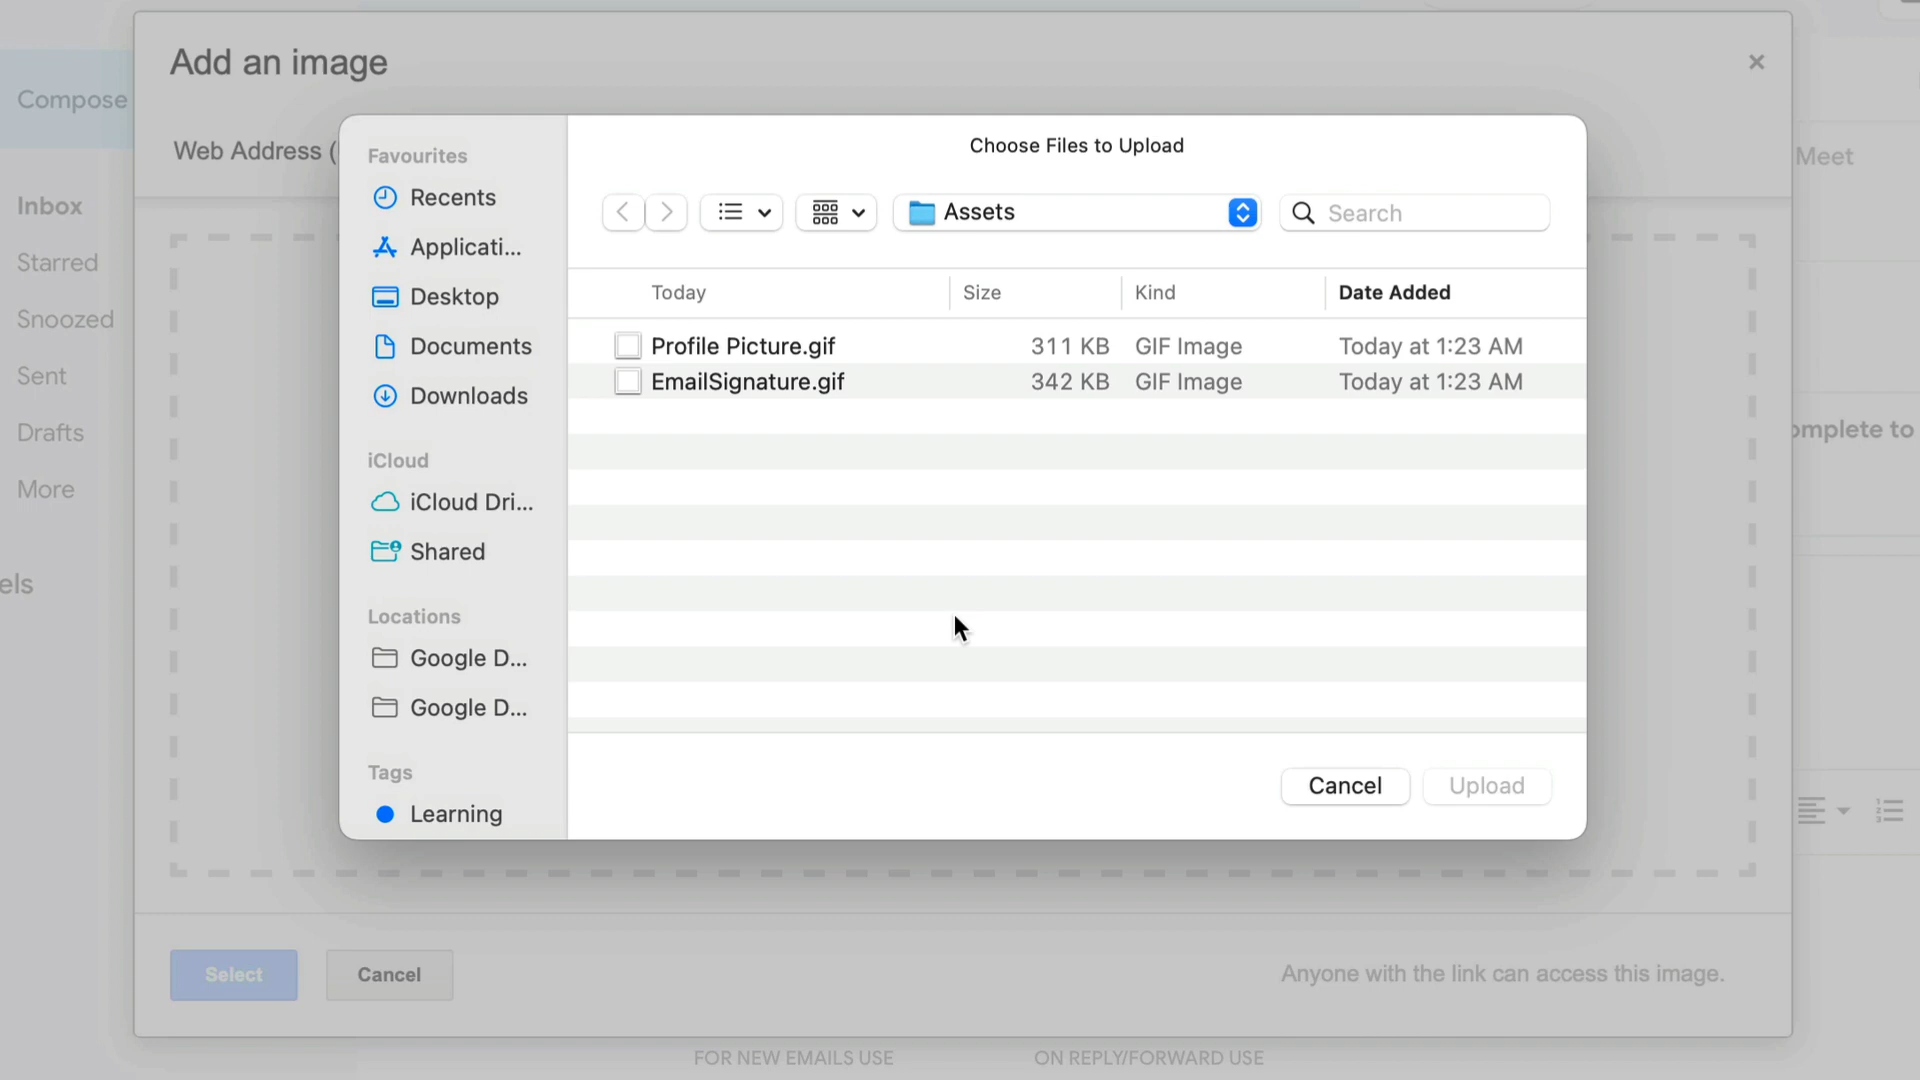 Add an image
×
Compose
Web Address (
Meet
Inbox
Starred
Snoozed
Sent
Drafts
More
els
omplete to
Favourites
Recents
Applicati...
Desktop
Documents
Downloads
iCloud
iCloud Dri...
Shared
Locations
Google D...
Google D...
Tags
Learning
Choose Files to Upload
Assets
Search
Today Size Kind Date Added
Profile Picture.gif 311 KB GIF Image Today at 1:23 AM
EmailSignature.gif 342 KB GIF Image Today at 1:23 AM
Cancel Upload
Select Cancel Anyone with the link can access this image.
FOR NEW EMAILS USE ON REPLY/FORWARD USE